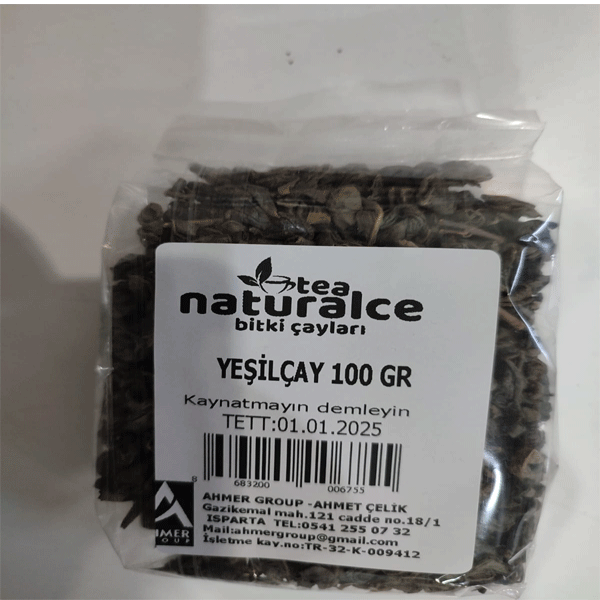 tea
naturalce
bitki çayları
YEŞİLÇAY 100 GR
Kaynatmayın demleyin
TETT:01.01.2025
8 683200 006755
AHMER GROUP -AHMET ÇELİK
Gazikemal mah.121 cadde no.18/1
ISPARTA TEL:0541 255 07 32
Mail:ahmergroup@gmail.com
İşletme kay.no:TR-32-K-009412